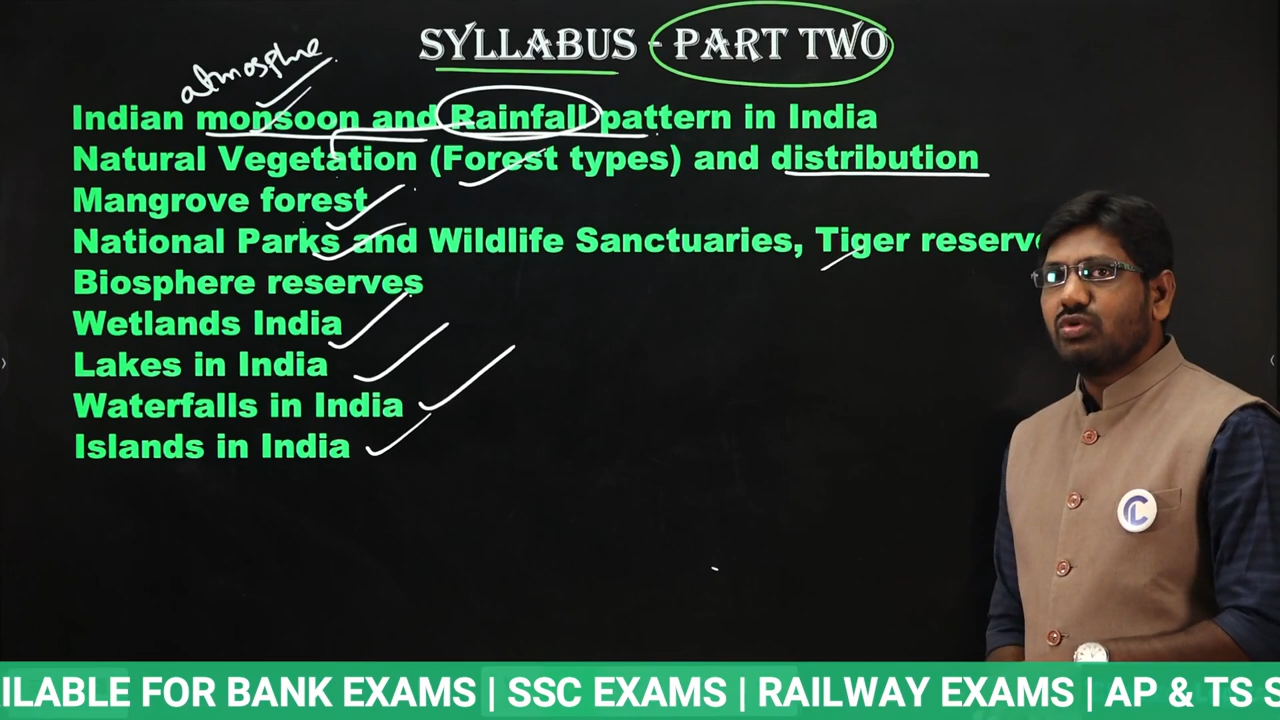 SYLLABUS - PART TWO
atmosphre
Indian monsoon and Rainfall pattern in India
Natural Vegetation (Forest types) and distribution
Mangrove forest
National Parks and Wildlife Sanctuaries, Tiger reserve
Biosphere reserves
Wetlands India
Lakes in India
Waterfalls in India
Islands in India
ILABLE FOR BANK EXAMS | SSC EXAMS | RAILWAY EXAMS | AP & TS S